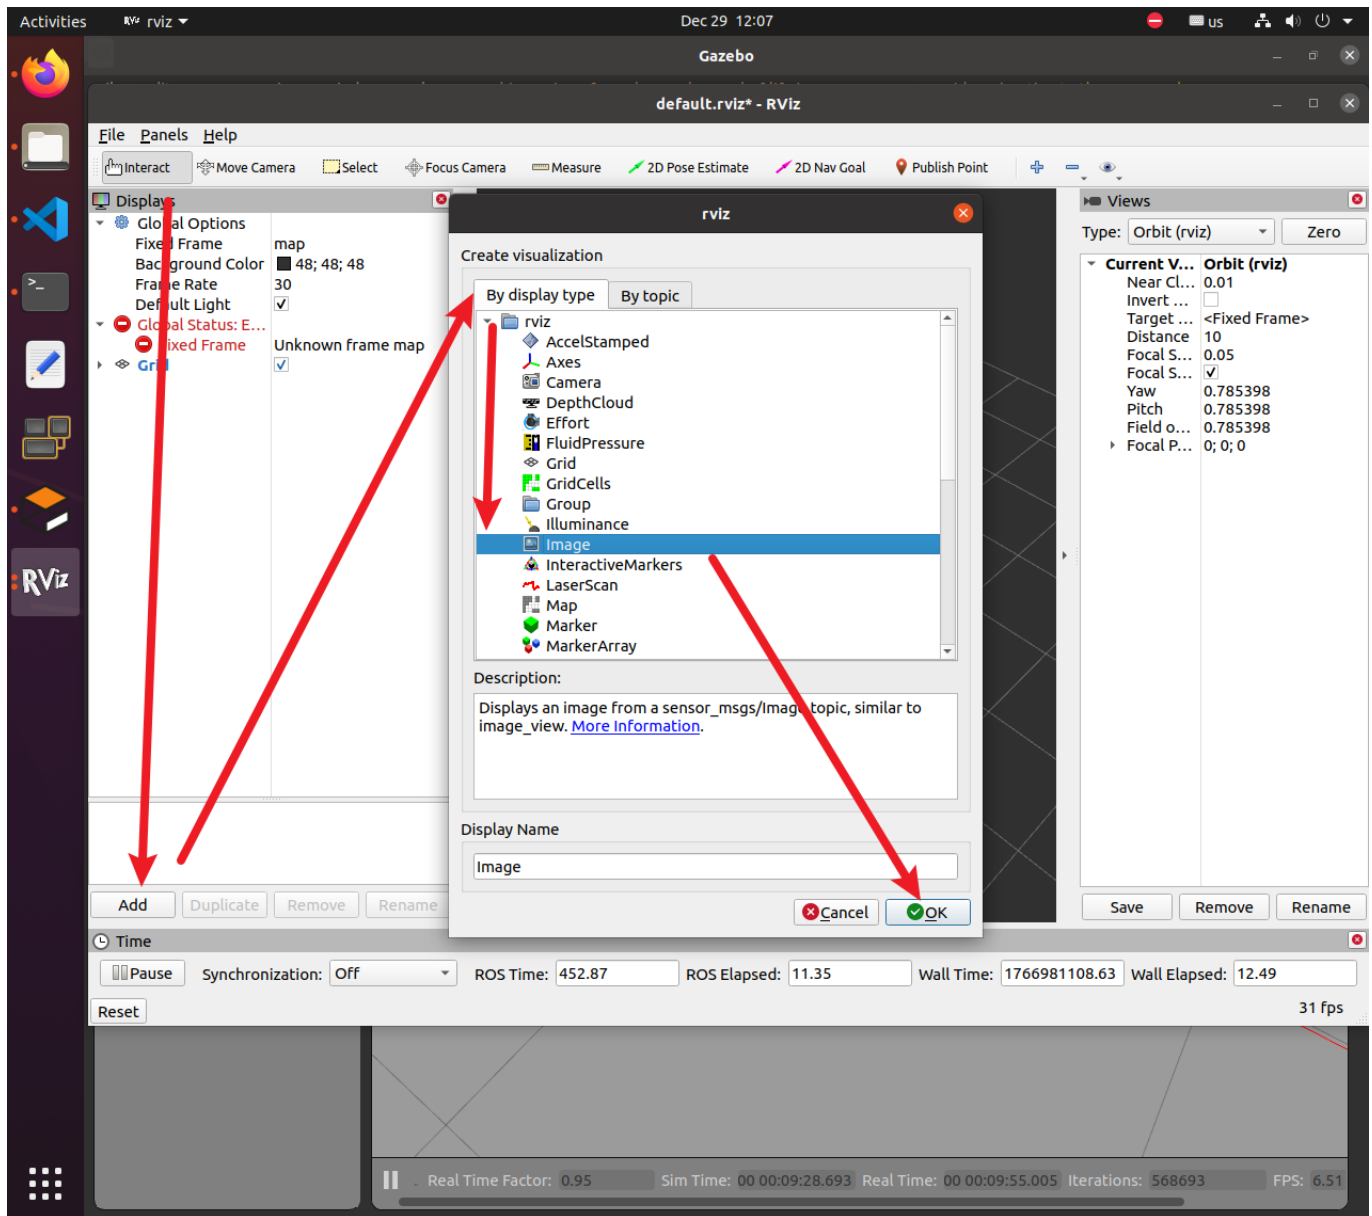 Activities
RViz rviz
Dec 29 12:07
us
Gazebo
default.rviz* - RViz
File Panels Help
Interact Move Camera Select Focus Camera Measure 2D Pose Estimate 2D Nav Goal Publish Point
Displays
Global Options
Fixed Frame map
Background Color 48; 48; 48
Frame Rate 30
Default Light
Global Status: E...
Fixed Frame Unknown frame map
Grid
Add Duplicate Remove Rename
rviz
Create visualization
By display type By topic
rviz
AccelStamped
Axes
Camera
DepthCloud
Effort
FluidPressure
Grid
GridCells
Group
Illuminance
Image
InteractiveMarkers
LaserScan
Map
Marker
MarkerArray
Description:
Displays an image from a sensor_msgs/Image topic, similar to
image_view. More Information.
Display Name
Image
Cancel OK
Views
Type: Orbit (rviz) Zero
Current V... Orbit (rviz)
Near Cl... 0.01
Invert ...
Target ... <Fixed Frame>
Distance 10
Focal S... 0.05
Focal S...
Yaw 0.785398
Pitch 0.785398
Field o... 0.785398
Focal P... 0; 0; 0
Save Remove Rename
RViz
Time
Pause Synchronization: Off ROS Time: 452.87 ROS Elapsed: 11.35 Wall Time: 1766981108.63 Wall Elapsed: 12.49
Reset 31 fps
Real Time Factor: 0.95 Sim Time: 00 00:09:28.693 Real Time: 00 00:09:55.005 Iterations: 568693 FPS: 6.51